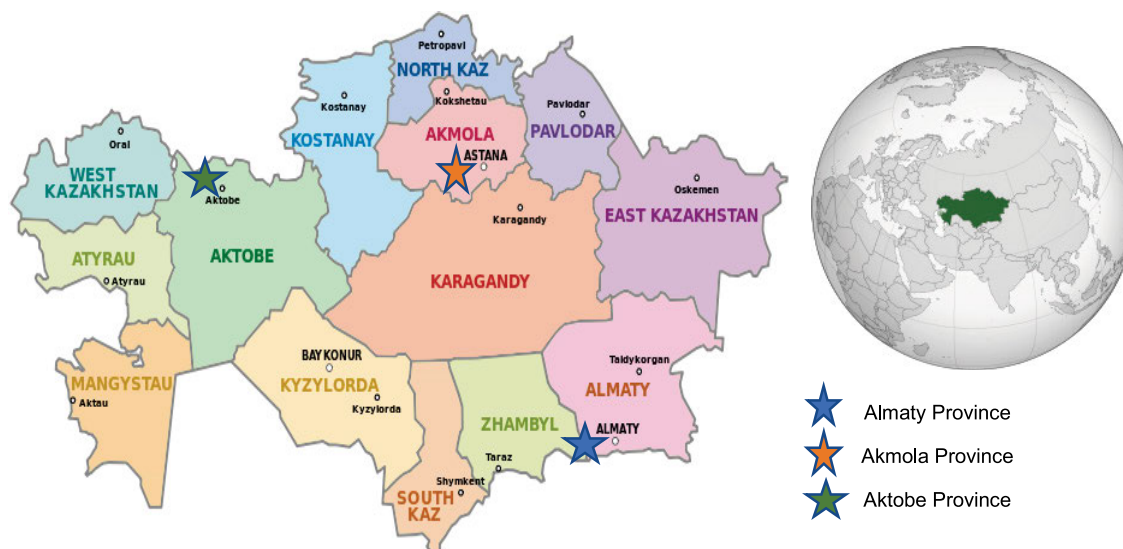 Petropavl
NORTH KAZ
Kokshetau
Kostanay
KOSTANAY
AKMOLA
ASTANA
Pavlodar
PAVLODAR
Oral
WEST
KAZAKHSTAN
Aktobe
AKTOBE
Karagandy
KARAGANDY
Oskemen
EAST KAZAKHSTAN
ATYRAU
Atyrau
MANGYSTAU
Aktau
BAYKONUR
KYZYLORDA
Kyzylorda
Taldykorgan
ALMATY
ALMATY
ZHAMBYL
Taraz
Shymkent
SOUTH
KAZ
Almaty Province
Akmola Province
Aktobe Province